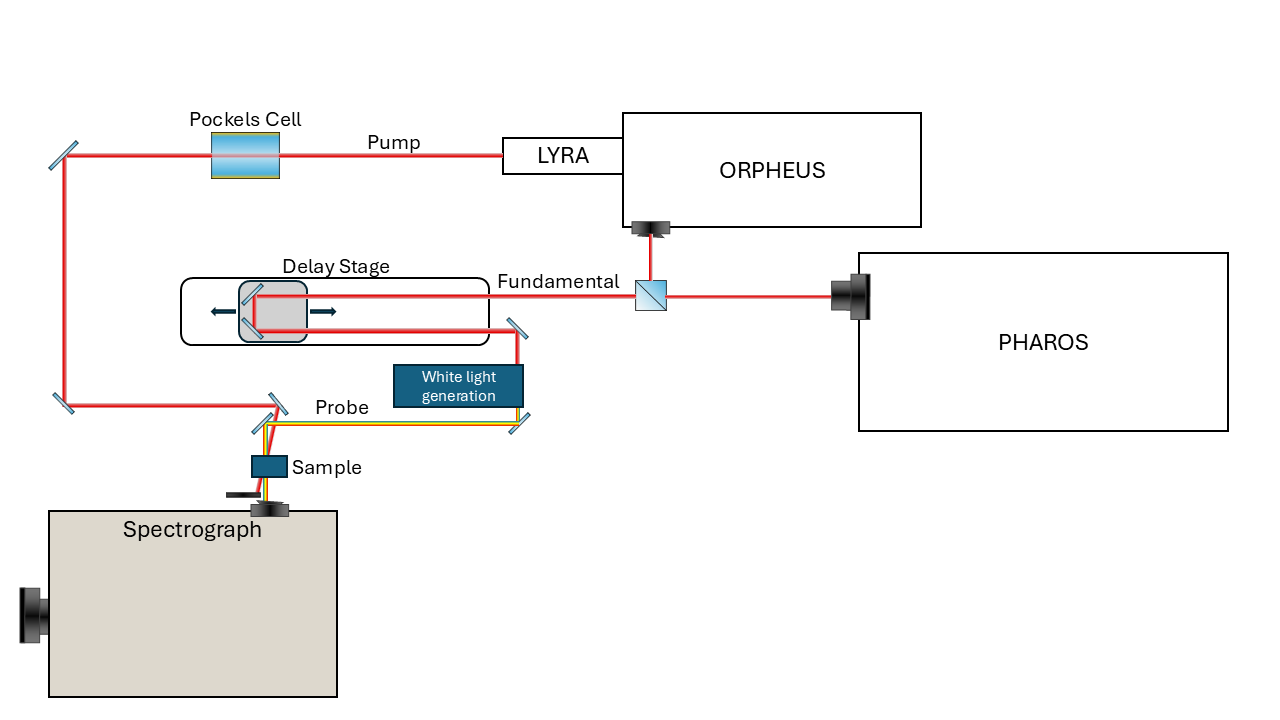 Pockels Cell
Pump
LYRA
ORPHEUS
Delay Stage
Fundamental
PHAROS
White light
generation
Probe
Sample
Spectrograph